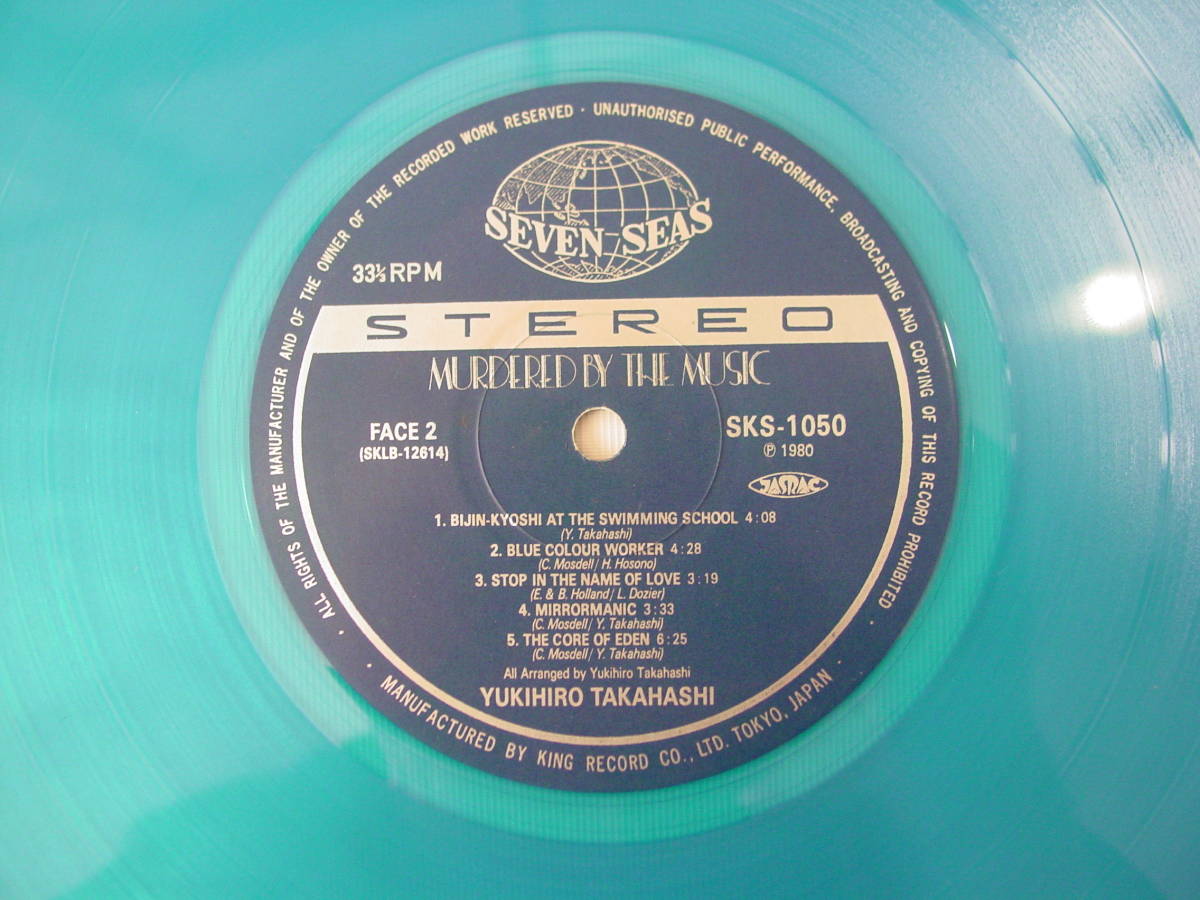 · ALL RIGHTS OF THE MANUFACTURER AND OF THE OWNER OF THE RECORDED WORK RESERVED · UNAUTHORISED PUBLIC PERFORMANCE, BROADCASTING AND COPYING OF THIS RECORD PROHIBITED ·
SEVEN SEAS
33⅓RPM
STEREO
MURDERED BY THE MUSIC
FACE 2
(SKLB-12614)
SKS-1050
Ⓟ 1980
JASRAC
1. BIJIN-KYOSHI AT THE SWIMMING SCHOOL 4:08
(Y. Takahashi)
2. BLUE COLOUR WORKER 4:28
(C. Mosdell/H. Hosono)
3. STOP IN THE NAME OF LOVE 3:19
(E. & B. Holland/L. Dozier)
4. MIRRORMANIC 3:33
(C. Mosdell/Y. Takahashi)
5. THE CORE OF EDEN 6:25
(C. Mosdell/Y. Takahashi)
All Arranged by Yukihiro Takahashi
YUKIHIRO TAKAHASHI
· MANUFACTURED BY KING RECORD CO., LTD. TOKYO, JAPAN ·